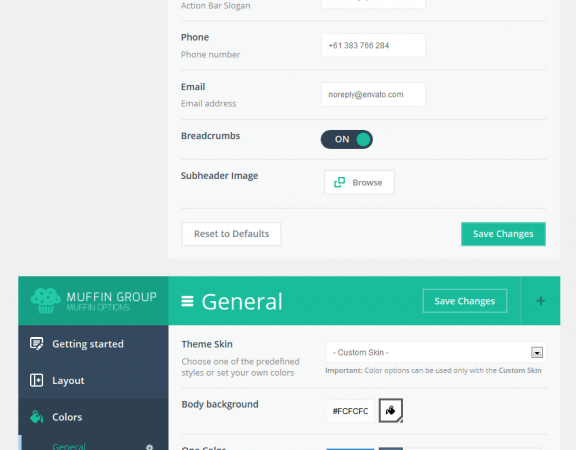 Action Bar Slogan
Phone
Phone number
+61 383 766 284
Email
Email address
noreply@envato.com
Breadcrumbs
ON
Subheader Image
Browse
Reset to Defaults
Save Changes
MUFFIN GROUP
MUFFIN OPTIONS
General
Save Changes
+
Getting started
Layout
Colors
General
Theme Skin
Choose one of the predefined
styles or set your own colors
- Custom Skin -
Important: Color options can be used only with the Custom Skin
Body background
#FCFCFC
One Color